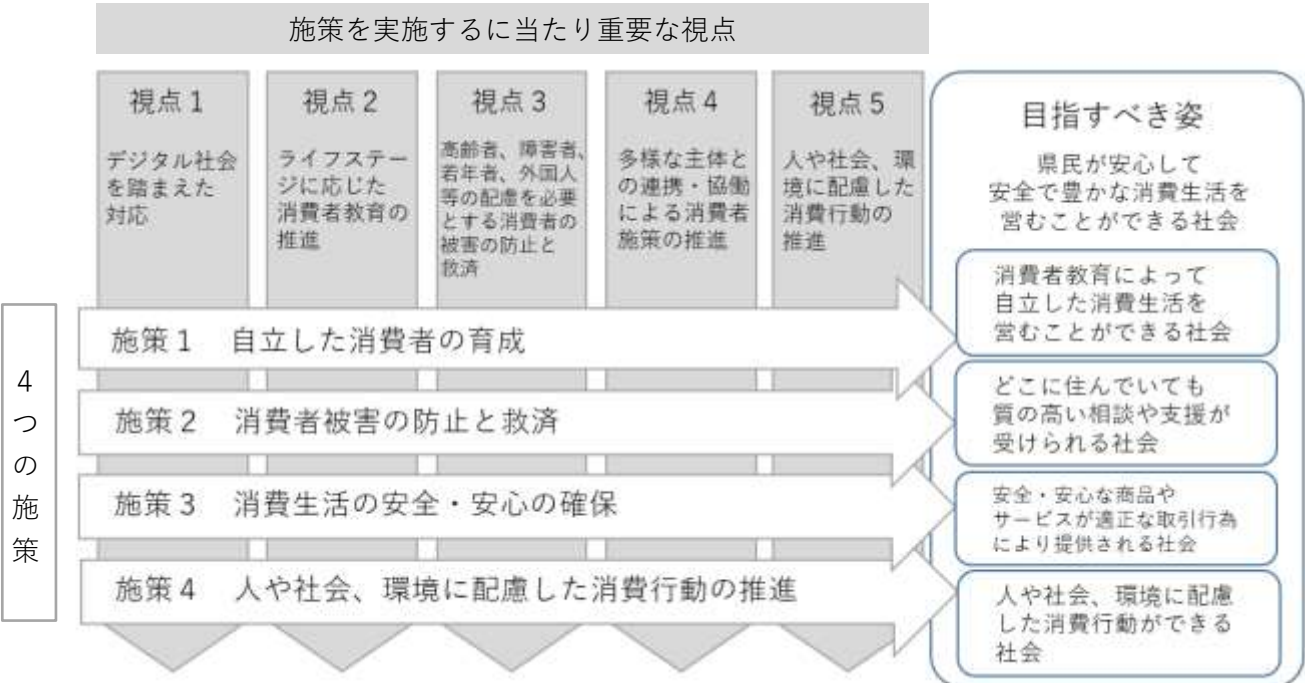 施策を実施するに当たり重要な視点
視点1
デジタル社会
を踏まえた
対応
視点2
ライフステー
ジに応じた
消費者教育の
推進
視点3
高齢者、障害者、
若年者、外国人
等の配慮を必要
とする消費者の
被害の防止と
救済
視点4
多様な主体と
の連携・協働
による消費者
施策の推進
視点5
人や社会、環
境に配慮した
消費行動の
推進
目指すべき姿
県民が安心して
安全で豊かな消費生活を
営むことができる社会
4つの施策
施策1 自立した消費者の育成
消費者教育によって
自立した消費生活を
営むことができる社会
施策2 消費者被害の防止と救済
どこに住んでいても
質の高い相談や支援が
受けられる社会
施策3 消費生活の安全・安心の確保
安全・安心な商品や
サービスが適正な取引行為
により提供される社会
施策4 人や社会、環境に配慮した消費行動の推進
人や社会、環境に配慮
した消費行動ができる
社会